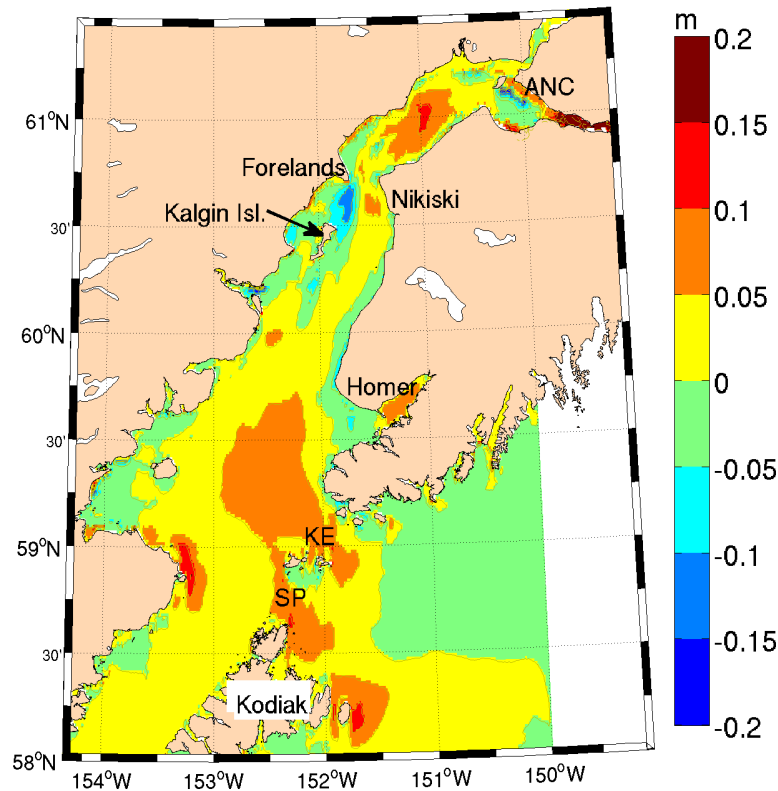 m
0.2
ANC
0.15
61°N
Forelands
0.1
Nikiski
Kalgin Isl.
30'
0.05
60°N
0
Homer
-0.05
30'
KE
59°N
-0.1
SP
-0.15
30'
Kodiak
-0.2
58°N
154°W
153°W
152°W
151°W
150°W